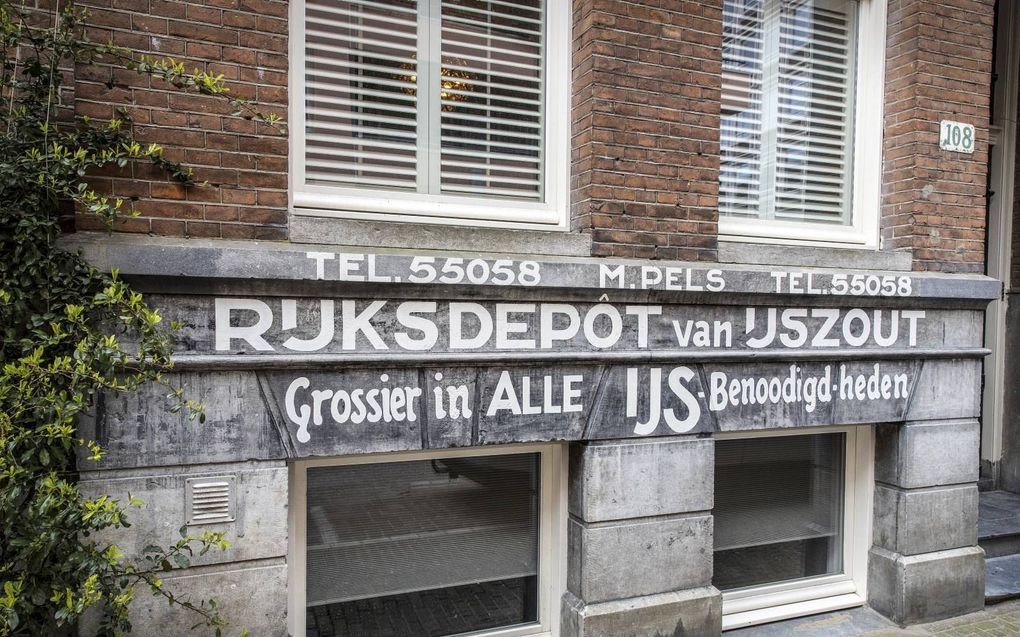 108
TEL.55058 M.PELS TEL.55058
RIJKSDEPÔT van IJSZOUT
Grossier in ALLE IJS-Benoodigd-heden